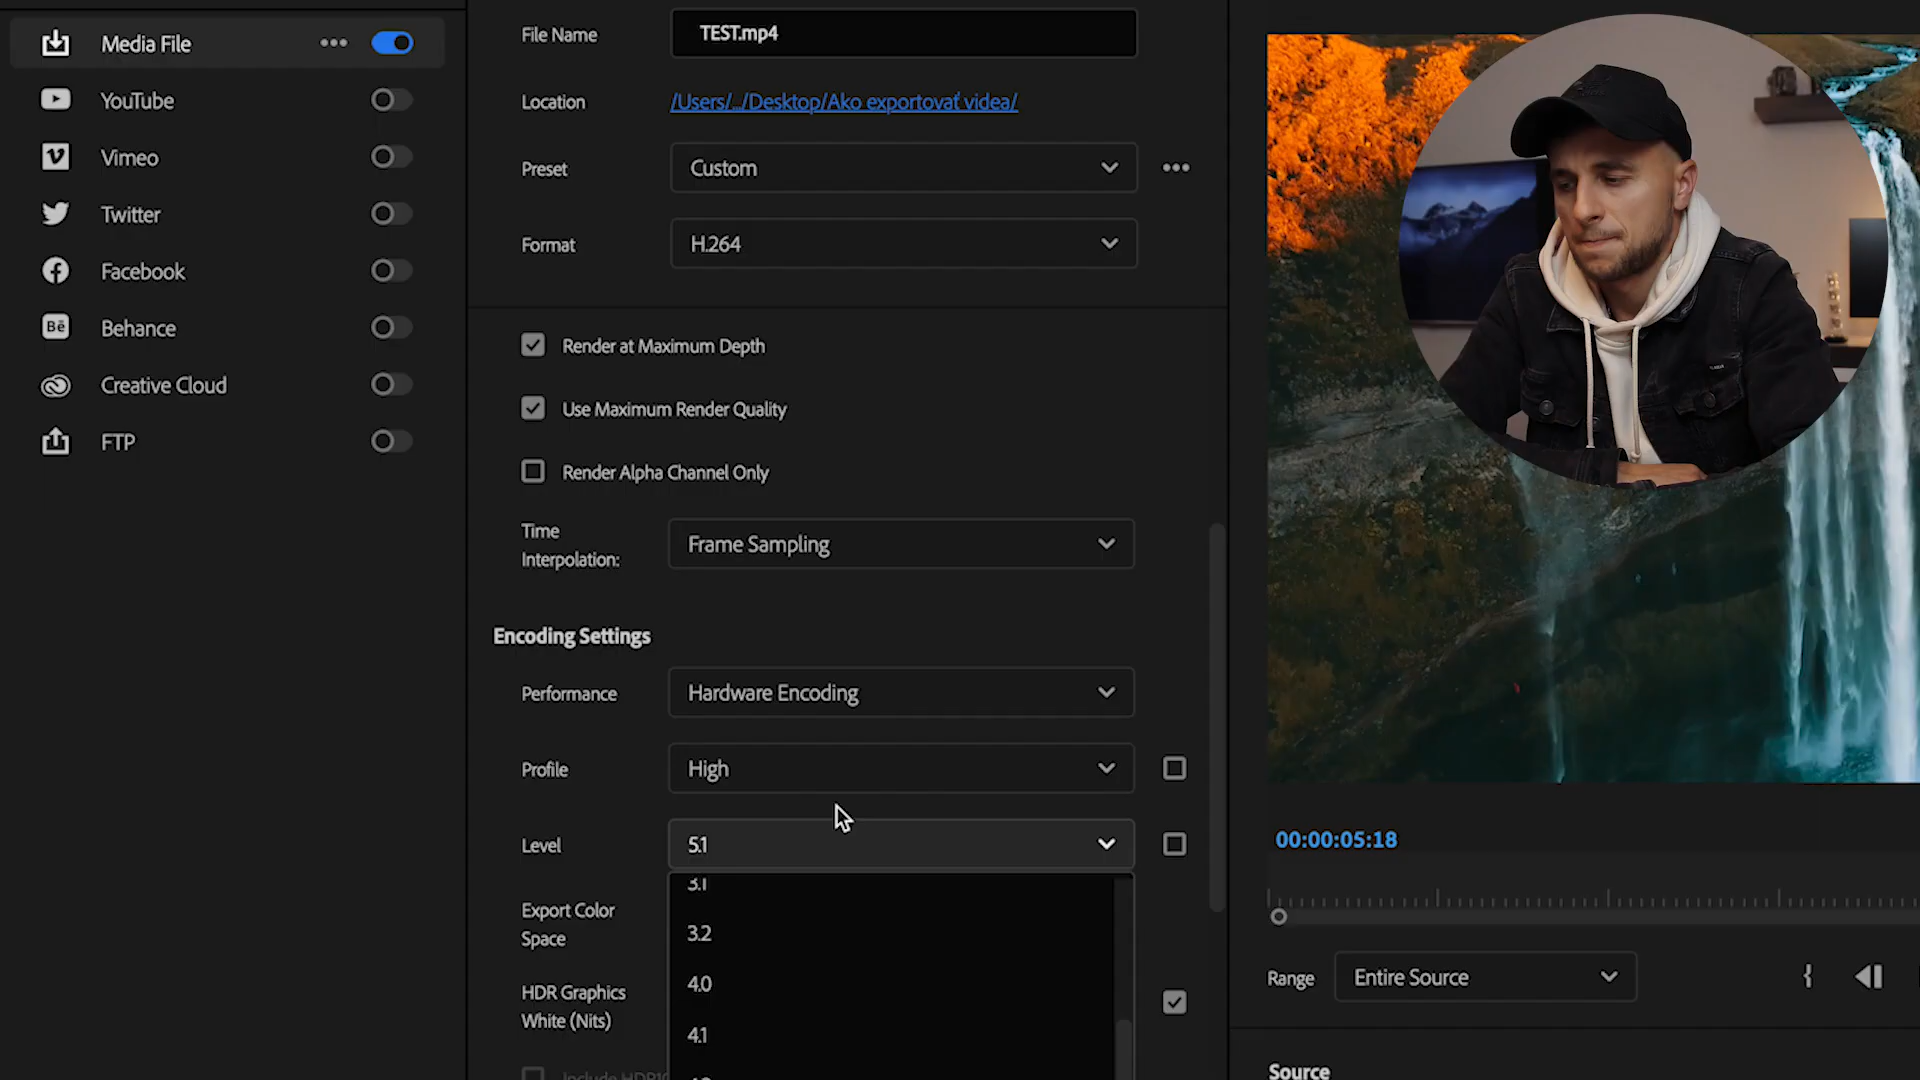 Media File
YouTube
Vimeo
Twitter
Facebook
Behance
Creative Cloud
FTP
File Name
TEST.mp4
Location
/Users/.../Desktop/Ako exportovať videa/
Preset
Custom
Format
H.264
Render at Maximum Depth
Use Maximum Render Quality
Render Alpha Channel Only
Time
Interpolation:
Frame Sampling
Encoding Settings
Performance
Hardware Encoding
Profile
High
Level
5.1
3.1
3.2
4.0
4.1
Export Color
Space
HDR Graphics
White (Nits)
Include HDR10
00:00:05:18
Range
Entire Source
Source